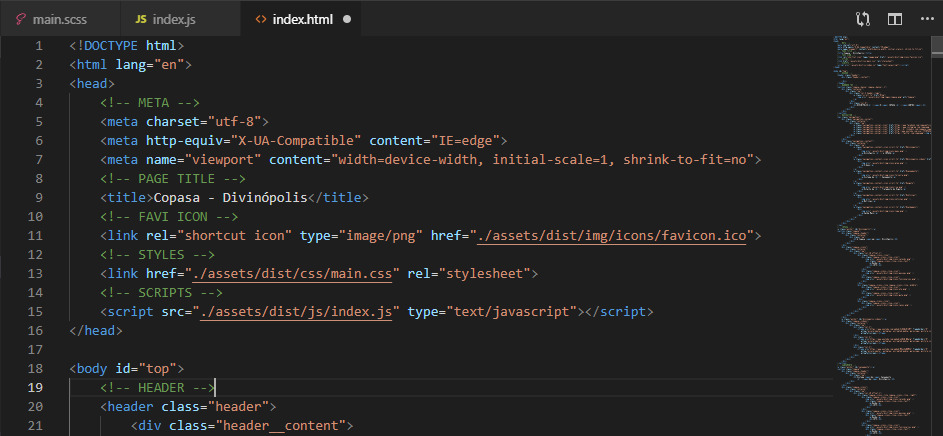 main.scss JS index.js <> index.html
1 <!DOCTYPE html>
2 <html lang="en">
3 <head>
4 <!-- META -->
5 <meta charset="utf-8">
6 <meta http-equiv="X-UA-Compatible" content="IE=edge">
7 <meta name="viewport" content="width=device-width, initial-scale=1, shrink-to-fit=no">
8 <!-- PAGE TITLE -->
9 <title>Copasa - Divinópolis</title>
10 <!-- FAVI ICON -->
11 <link rel="shortcut icon" type="image/png" href="./assets/dist/img/icons/favicon.ico">
12 <!-- STYLES -->
13 <link href="./assets/dist/css/main.css" rel="stylesheet">
14 <!-- SCRIPTS -->
15 <script src="./assets/dist/js/index.js" type="text/javascript"></script>
16 </head>
17
18 <body id="top">
19 <!-- HEADER -->
20 <header class="header">
21 <div class="header__content">